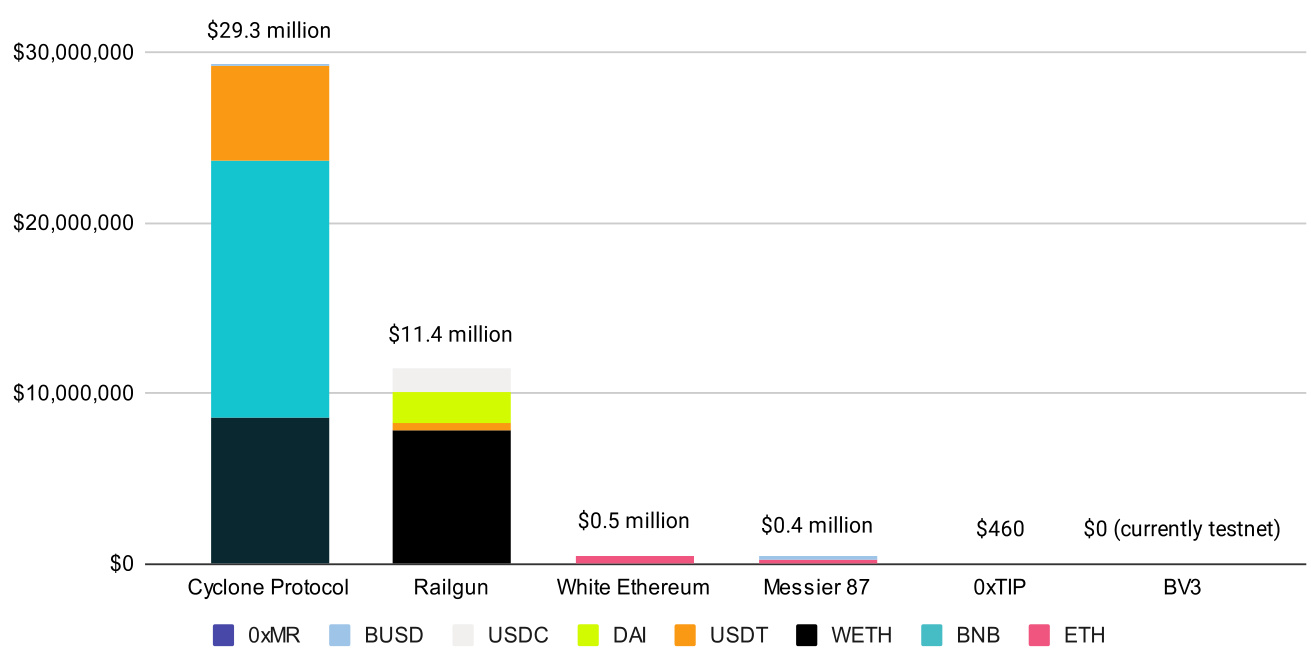 $29.3 million
$30,000,000
$20,000,000
$11.4 million
$10,000,000
$0.5 million
$0.4 million
$460
$0 (currently testnet)
$0
Cyclone Protocol
Railgun
White Ethereum
Messier 87
0xTIP
BV3
0xMR BUSD USDC DAI USDT WETH BNB ETH